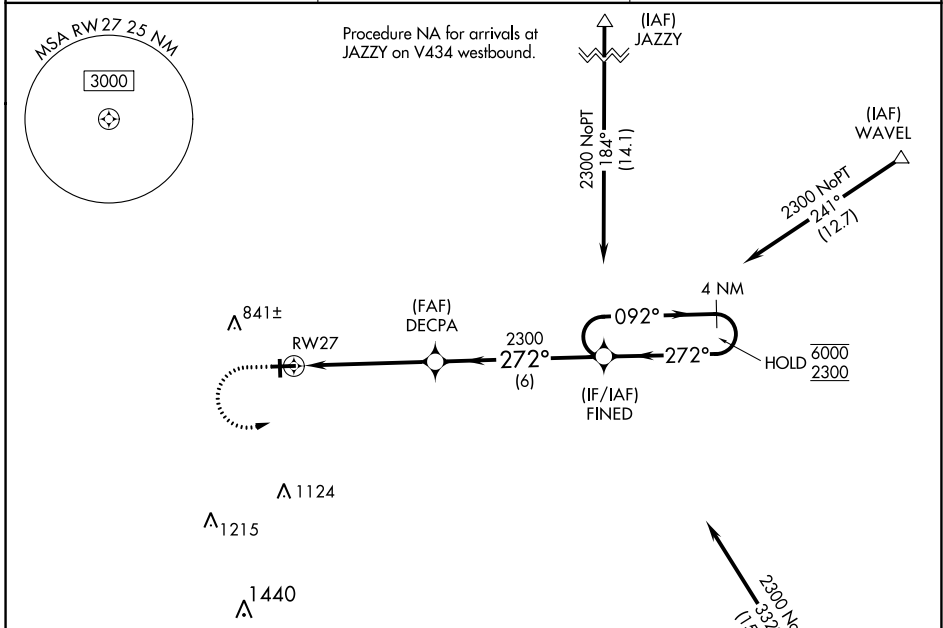 MSA RW27 25 NM
3000
Procedure NA for arrivals at
JAZZY on V434 westbound.
(IAF)
JAZZY
2300 NoPT
184°
(14.1)
(IAF)
WAVEL
2300 NoPT
241°
(12.7)
4 NM
092°
272°
HOLD 6000
2300
(IF/IAF)
FINED
2300
272°
(6)
(FAF)
DECPA
RW27
841±
1124
1215
1440
2300
332°